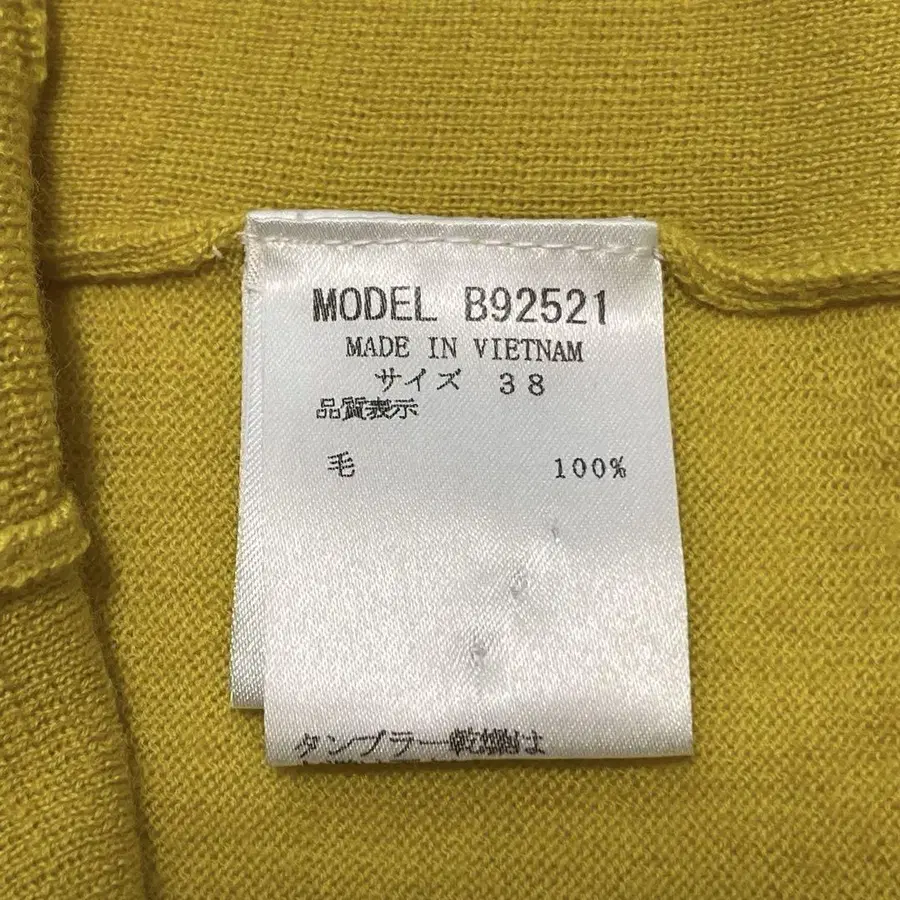 MODEL B92521
MADE IN VIETNAM
サイズ 38
品質表示
毛 100%
タンブラー乾燥は